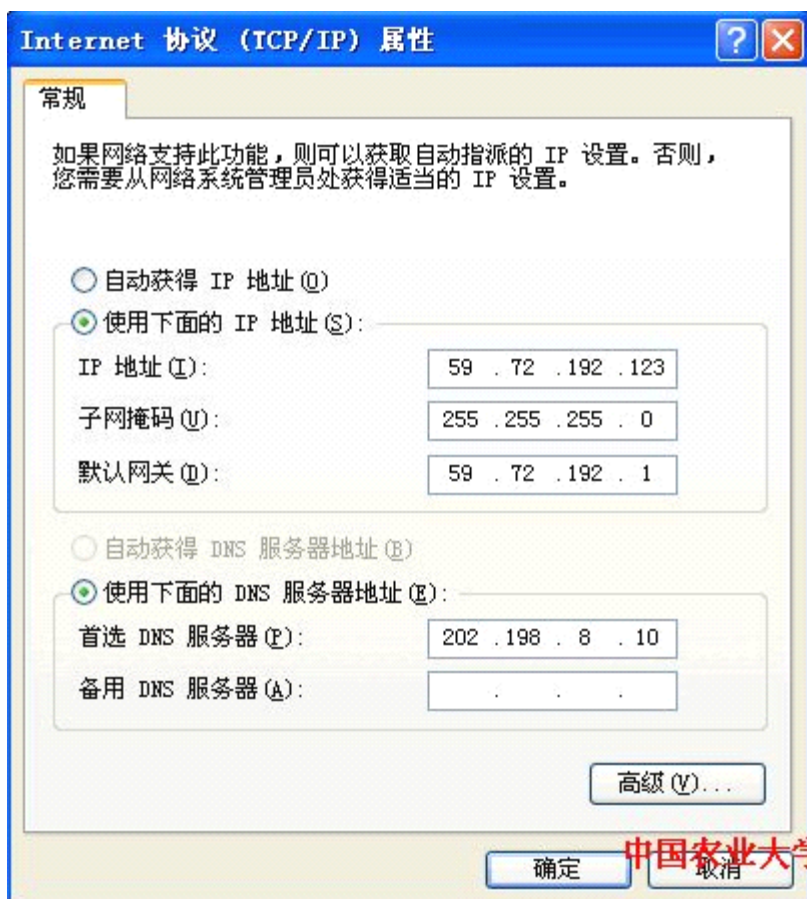 Internet 协议 (TCP/IP) 属性
常规
如果网络支持此功能，则可以获取自动指派的 IP 设置。否则，
您需要从网络系统管理员处获得适当的 IP 设置。
自动获得 IP 地址(O)
使用下面的 IP 地址(S):
IP 地址(I): 59 . 72 .192 .123
子网掩码(U): 255 .255 .255 . 0
默认网关(D): 59 . 72 .192 . 1
自动获得 DNS 服务器地址(B)
使用下面的 DNS 服务器地址(E):
首选 DNS 服务器(P): 202 .198 . 8 . 10
备用 DNS 服务器(A): . . .
高级(V)...
确定 取消
中国农业大学